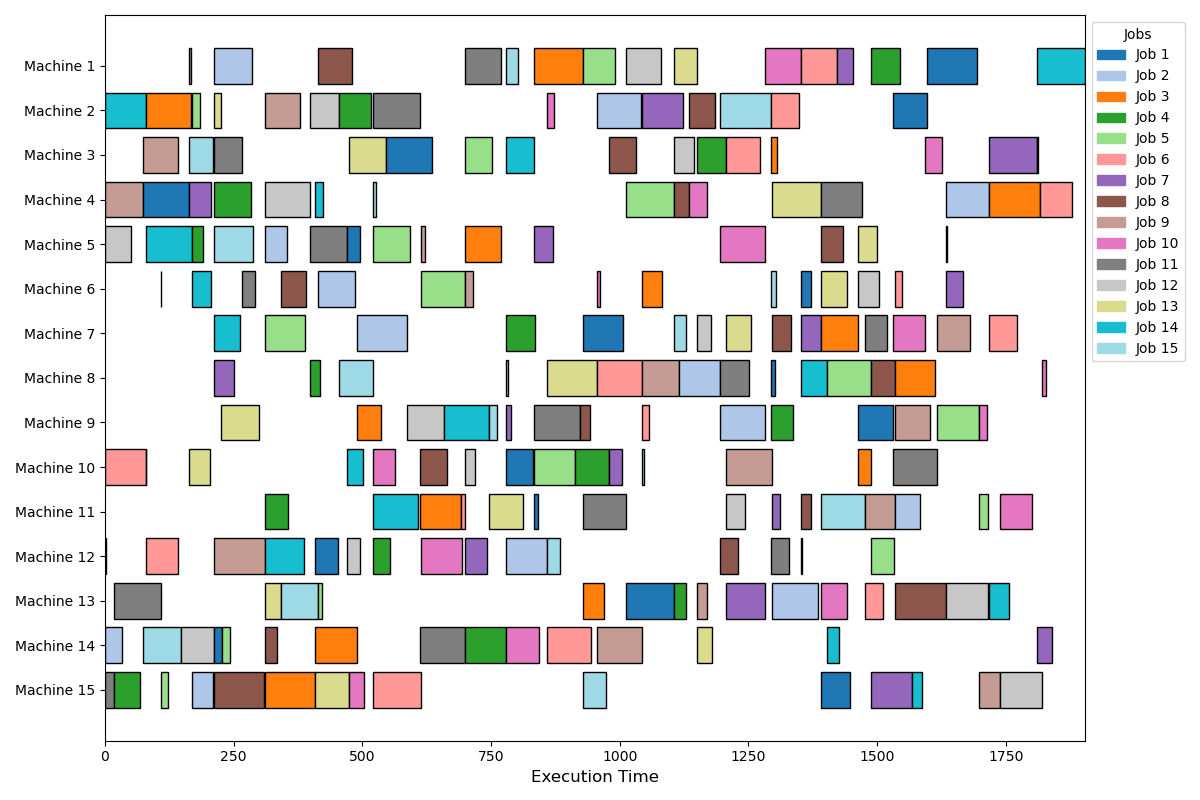 Machine 1
Machine 2
Machine 3
Machine 4
Machine 5
Machine 6
Machine 7
Machine 8
Machine 9
Machine 10
Machine 11
Machine 12
Machine 13
Machine 14
Machine 15
0 250 500 750 1000 1250 1500 1750
Execution Time
Jobs
Job 1
Job 2
Job 3
Job 4
Job 5
Job 6
Job 7
Job 8
Job 9
Job 10
Job 11
Job 12
Job 13
Job 14
Job 15